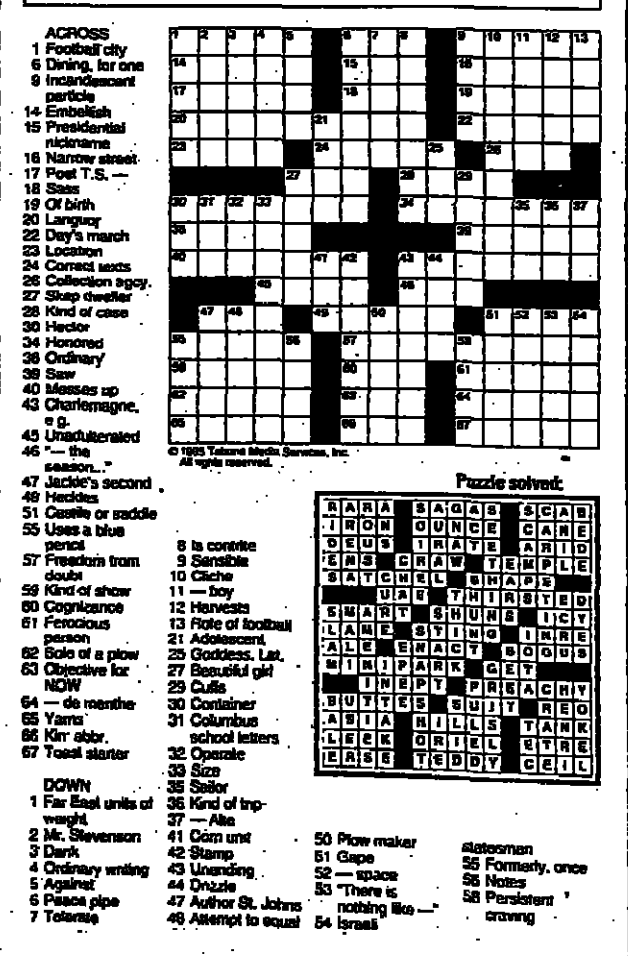 ACROSS
1 Football city
6 Dining, for one
9 Incandescent
particle
14 Embellish
15 Presidential
nickname
16 Narrow street
17 Poet T.S. —
18 Sass
19 Of birth
20 Languor
22 Day's march
23 Location
24 Correct texts
26 Collection agcy.
27 Skep dweller
28 Kind of case
30 Hector
34 Honored
38 Ordinary
39 Saw
40 Messes up
43 Charlemagne,
e.g.
45 Unadulterated
46 "— the
season..."
47 Jackie's second
49 Heckles
51 Castile or saddle
55 Uses a blue
pencil
57 Freedom from
doubt
59 Kind of show
60 Cognizance
61 Ferocious
person
62 Sole of a plow
63 Objective for
NOW
64 — de menthe
65 Yarns
66 Kin abbr.
67 Toast starter
DOWN
1 Far East units of
weight
2 Mr. Stevenson
3 Dank
4 Ordinary writing
5 Against
6 Peace pipe
7 Tolerate
8 Is contrite
9 Sensible
10 Cliche
11 — boy
12 Harvests
13 Rote of football
21 Adolescent
25 Goddess, Lat.
27 Beautiful girl
29 Cuffs
30 Container
31 Columbus
school letters
32 Operate
33 Size
35 Sailor
36 Kind of trip
37 — Alte
41 Corn unit
42 Stamp
43 Unending
44 Drizzle
47 Author St. Johns
48 Attempt to equal
50 Plow maker
51 Gape
52 — space
53 "There is
nothing like —"
54 Israeli
statesman
55 Formerly, once
56 Notes
58 Persistent
craving
© 1985 Tribune Media Services, Inc.
All rights reserved.
Puzzle solved:
RARA SAGAS SCAB
IRON OUNCE CANE
DEUS IRATE ARID
ENS CRAW TEMPLE
SATCHEL SHAPE
USE THIRSTED
SMART SHUNS ICY
LAME STING INRE
ALE ENACT BOGUS
MINIPARK GET
INEPT PREACHY
BUTTES SUIT REO
ASIA HILLS TANK
LEEK ORIEL ETRE
ERSE TEDDY CEIL